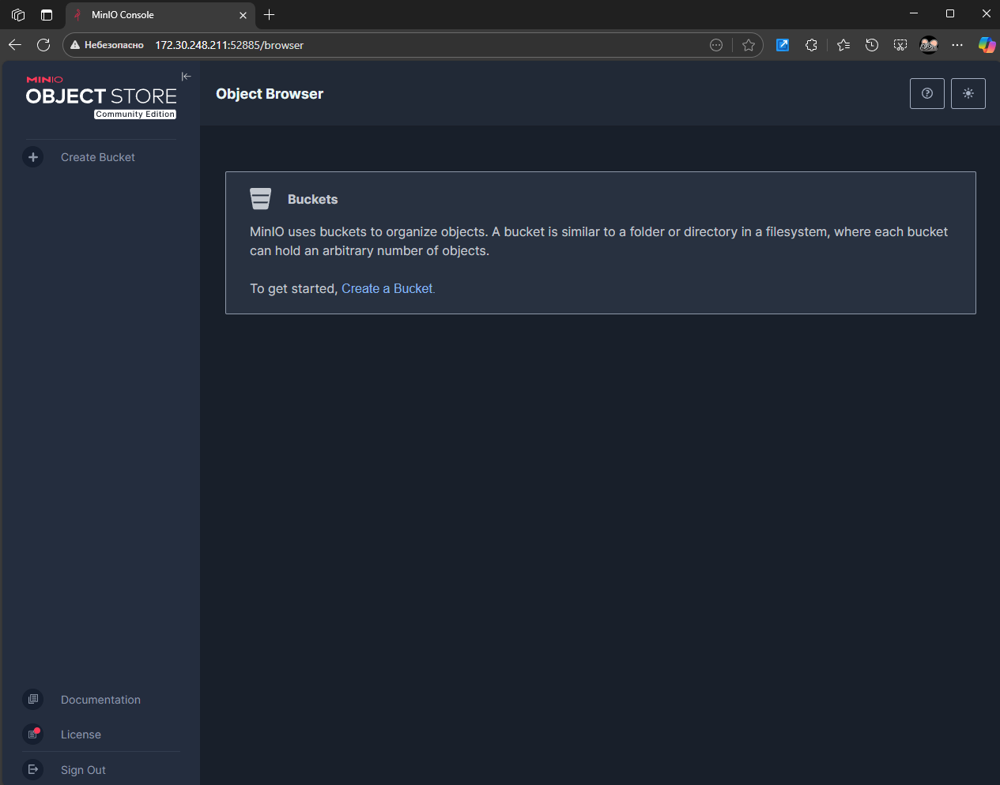 MinIO Console
Небезопасно 172.30.248.211:52885/browser
MINIO
OBJECT STORE
Community Edition
Create Bucket
Documentation
License
Sign Out
Object Browser
Buckets
MinIO uses buckets to organize objects. A bucket is similar to a folder or directory in a filesystem, where each bucket
can hold an arbitrary number of objects.
To get started, Create a Bucket.